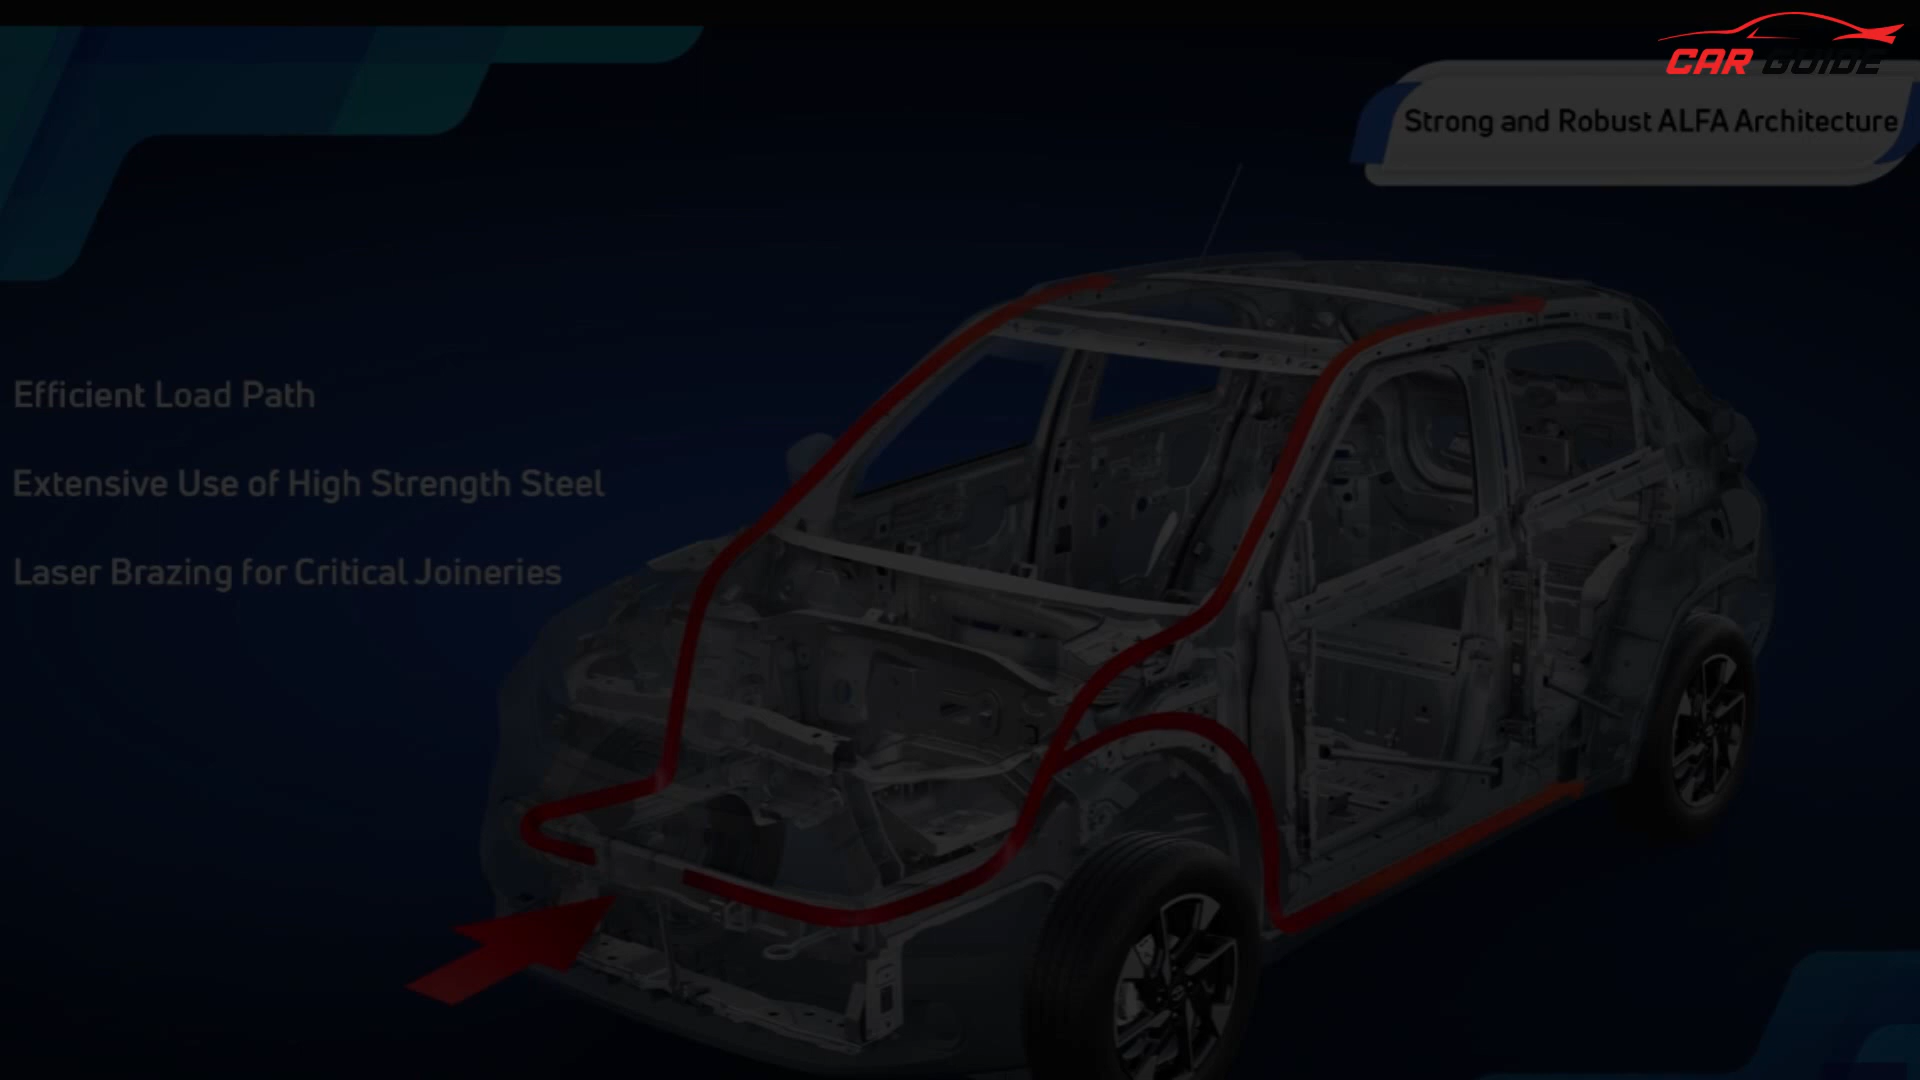 CAR GUIDE
Strong and Robust ALFA Architecture
Efficient Load Path
Extensive Use of High Strength Steel
Laser Brazing for Critical Joineries